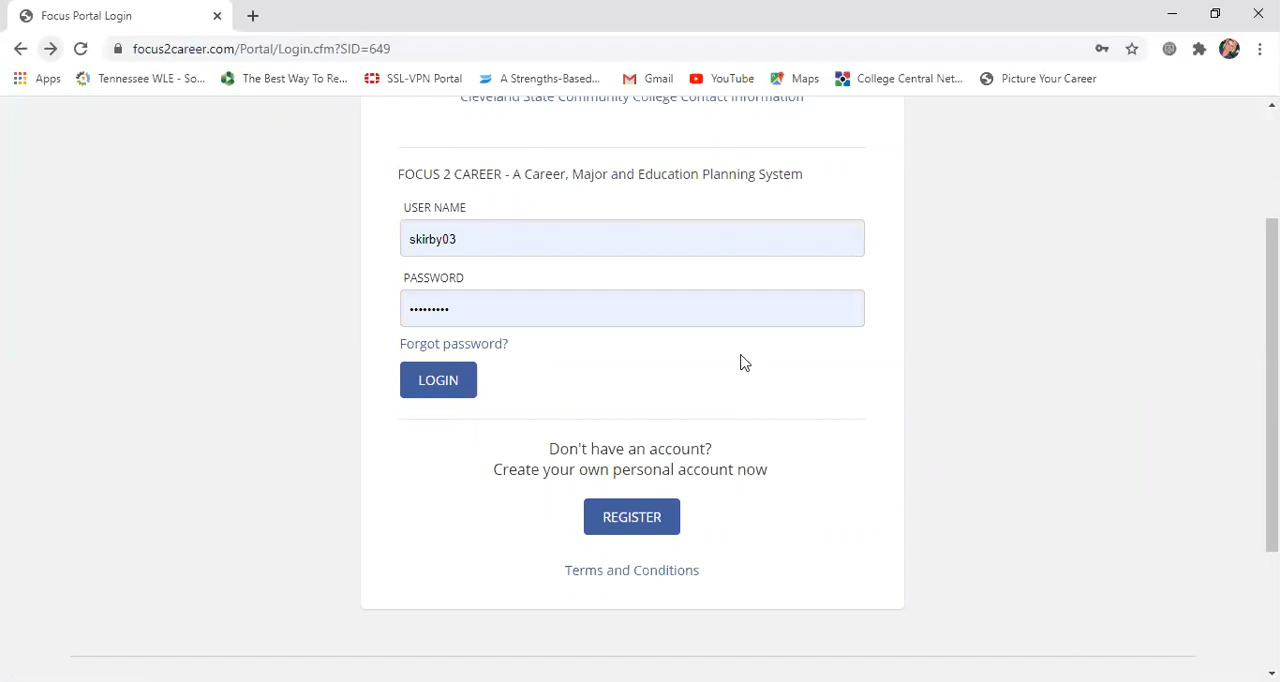 Focus Portal Login
focus2career.com/Portal/Login.cfm?SID=649
Apps Tennessee WLE - So... The Best Way To Re... SSL-VPN Portal A Strengths-Based... Gmail YouTube Maps College Central Net... Picture Your Career
Cleveland State Community College Contact Information
FOCUS 2 CAREER - A Career, Major and Education Planning System
USER NAME
skirby03
PASSWORD
•••••••••
Forgot password?
LOGIN
Don't have an account?
Create your own personal account now
REGISTER
Terms and Conditions